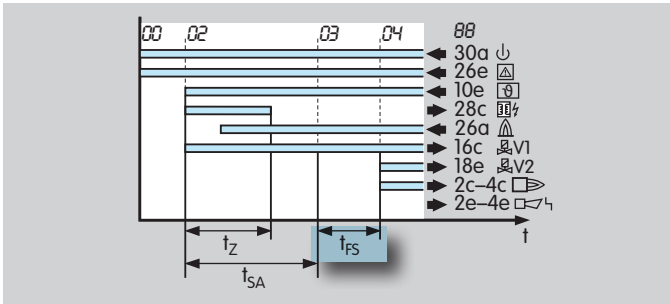 00 02 03 04 88
30a
26e
10e ϑ
28c
26a
16c V1
18e V2
2c–4c
2e–4e
t
tZ tFS
tSA